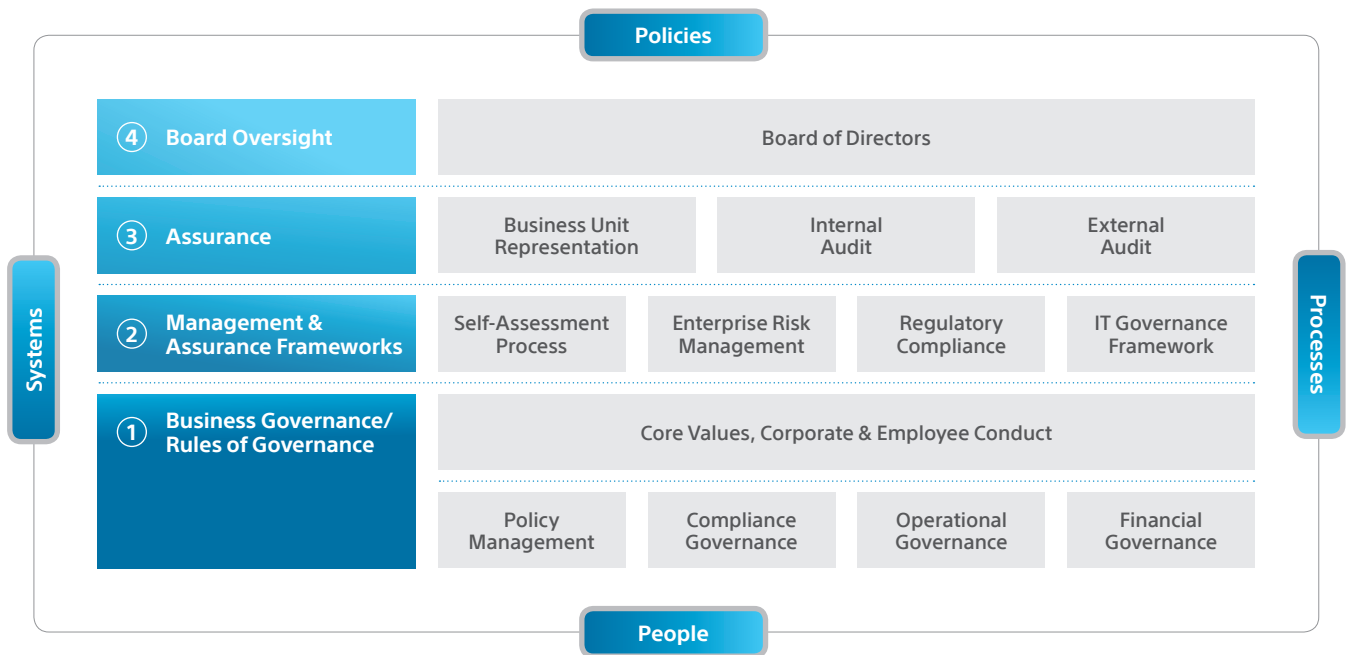 Policies
4 Board Oversight
Board of Directors
3 Assurance
Business Unit
Representation
Internal
Audit
External
Audit
Systems
Processes
2 Management &
Assurance Frameworks
Self-Assessment
Process
Enterprise Risk
Management
Regulatory
Compliance
IT Governance
Framework
1 Business Governance/
Rules of Governance
Core Values, Corporate & Employee Conduct
Policy
Management
Compliance
Governance
Operational
Governance
Financial
Governance
People